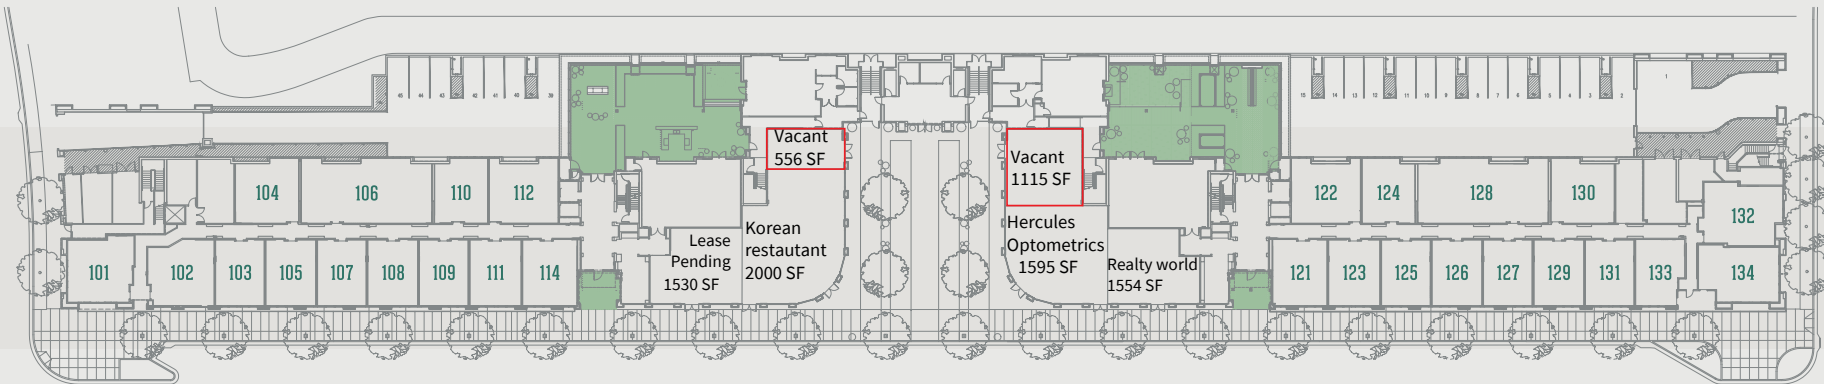 Vacant
556 SF
Vacant
1115 SF
104
106
110
112
122
124
128
130
132
Korean
restautant
2000 SF
Lease
Pending
1530 SF
Hercules
Optometrics
1595 SF
Realty world
1554 SF
101
102
103
105
107
108
109
111
114
121
123
125
126
127
129
131
133
134